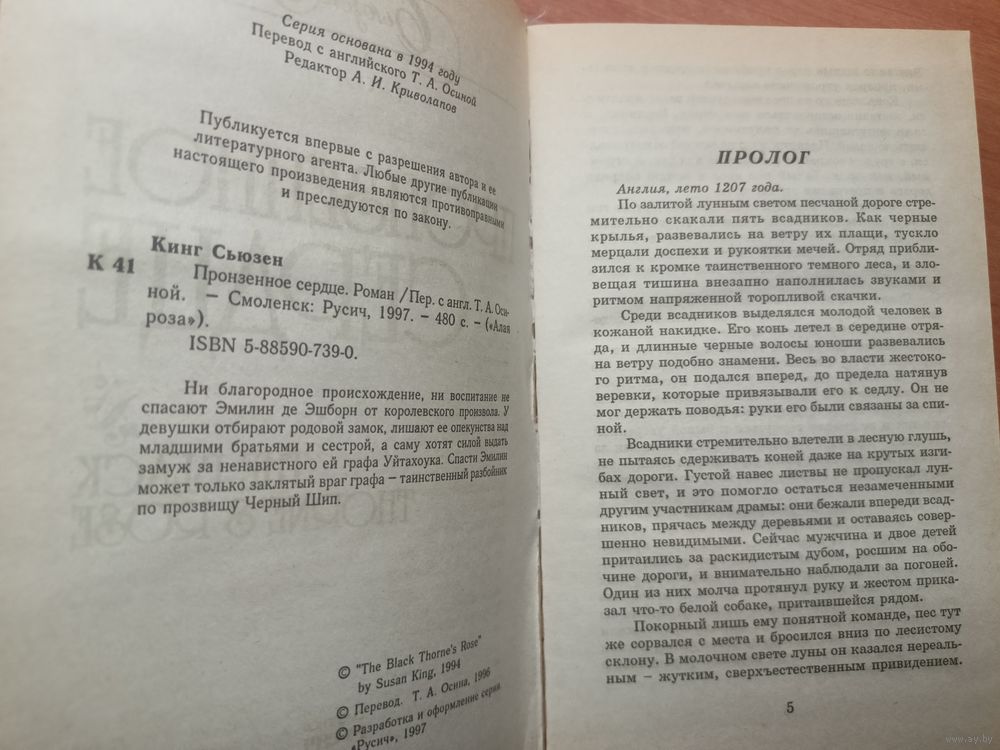 Серия основана в 1994 году
Перевод с английского Т. А. Осиной
Редактор А. И. Криволапов
Публикуется впервые с разрешения автора и ее
литературного агента. Любые другие публикации
настоящего произведения являются противоправными
и преследуются по закону.
Кинг Сьюзен
К 41
Пронзенное сердце. Роман /Пер. с англ. Т. А. Оси-
ной. – Смоленск: Русич, 1997. – 480 с. – («Алая
роза»).
ISBN 5-88590-739-0.
Ни благородное происхождение, ни воспитание не
спасают Эмилин де Эшборн от королевского произвола. У
девушки отбирают родовой замок, лишают ее опекунства над
младшими братьями и сестрой, а саму хотят силой выдать
замуж за ненавистного ей графа Уйтахоука. Спасти Эмилин
может только заклятый враг графа – таинственный разбойник
по прозвищу Черный Шип.
© "The Black Thorne's Rose"
by Susan King, 1994
© Перевод. Т. А. Осина, 1996
© Разработка и оформление серии.
«Русич», 1997
ПРОЛОГ
Англия, лето 1207 года.
По залитой лунным светом песчаной дороге стре-
мительно скакали пять всадников. Как черные
крылья, развевались на ветру их плащи, тускло
мерцали доспехи и рукоятки мечей. Отряд прибли-
зился к кромке таинственного темного леса, и зло-
вещая тишина внезапно наполнилась звуками и
ритмом напряженной торопливой скачки.
Среди всадников выделялся молодой человек в
кожаной накидке. Его конь летел в середине отря-
да, и длинные черные волосы юноши развевались
на ветру подобно знамени. Весь во власти жестоко-
го ритма, он подался вперед, до предела натянув
веревки, которые привязывали его к седлу. Он не
мог держать поводья: руки его были связаны за спи-
ной.
Всадники стремительно влетели в лесную глушь,
не пытаясь сдерживать коней даже на крутых изги-
бах дороги. Густой навес листвы не пропускал лун-
ный свет, и это помогло остаться незамеченными
другим участникам драмы: они бежали впереди всад-
ников, прячась между деревьями и оставаясь совер-
шенно невидимыми. Сейчас мужчина и двое детей
притаились за раскидистым дубом, росшим на обо-
чине дороги, и внимательно наблюдали за погоней.
Один из них молча протянул руку и жестом прика-
зал что-то белой собаке, притаившейся рядом.
Покорный лишь ему понятной команде, пес тут
же сорвался с места и бросился вниз по лесистому
склону. В молочном свете луны он казался нереаль-
ным – жутким, сверхъестественным привидением.
5
www.ay.by